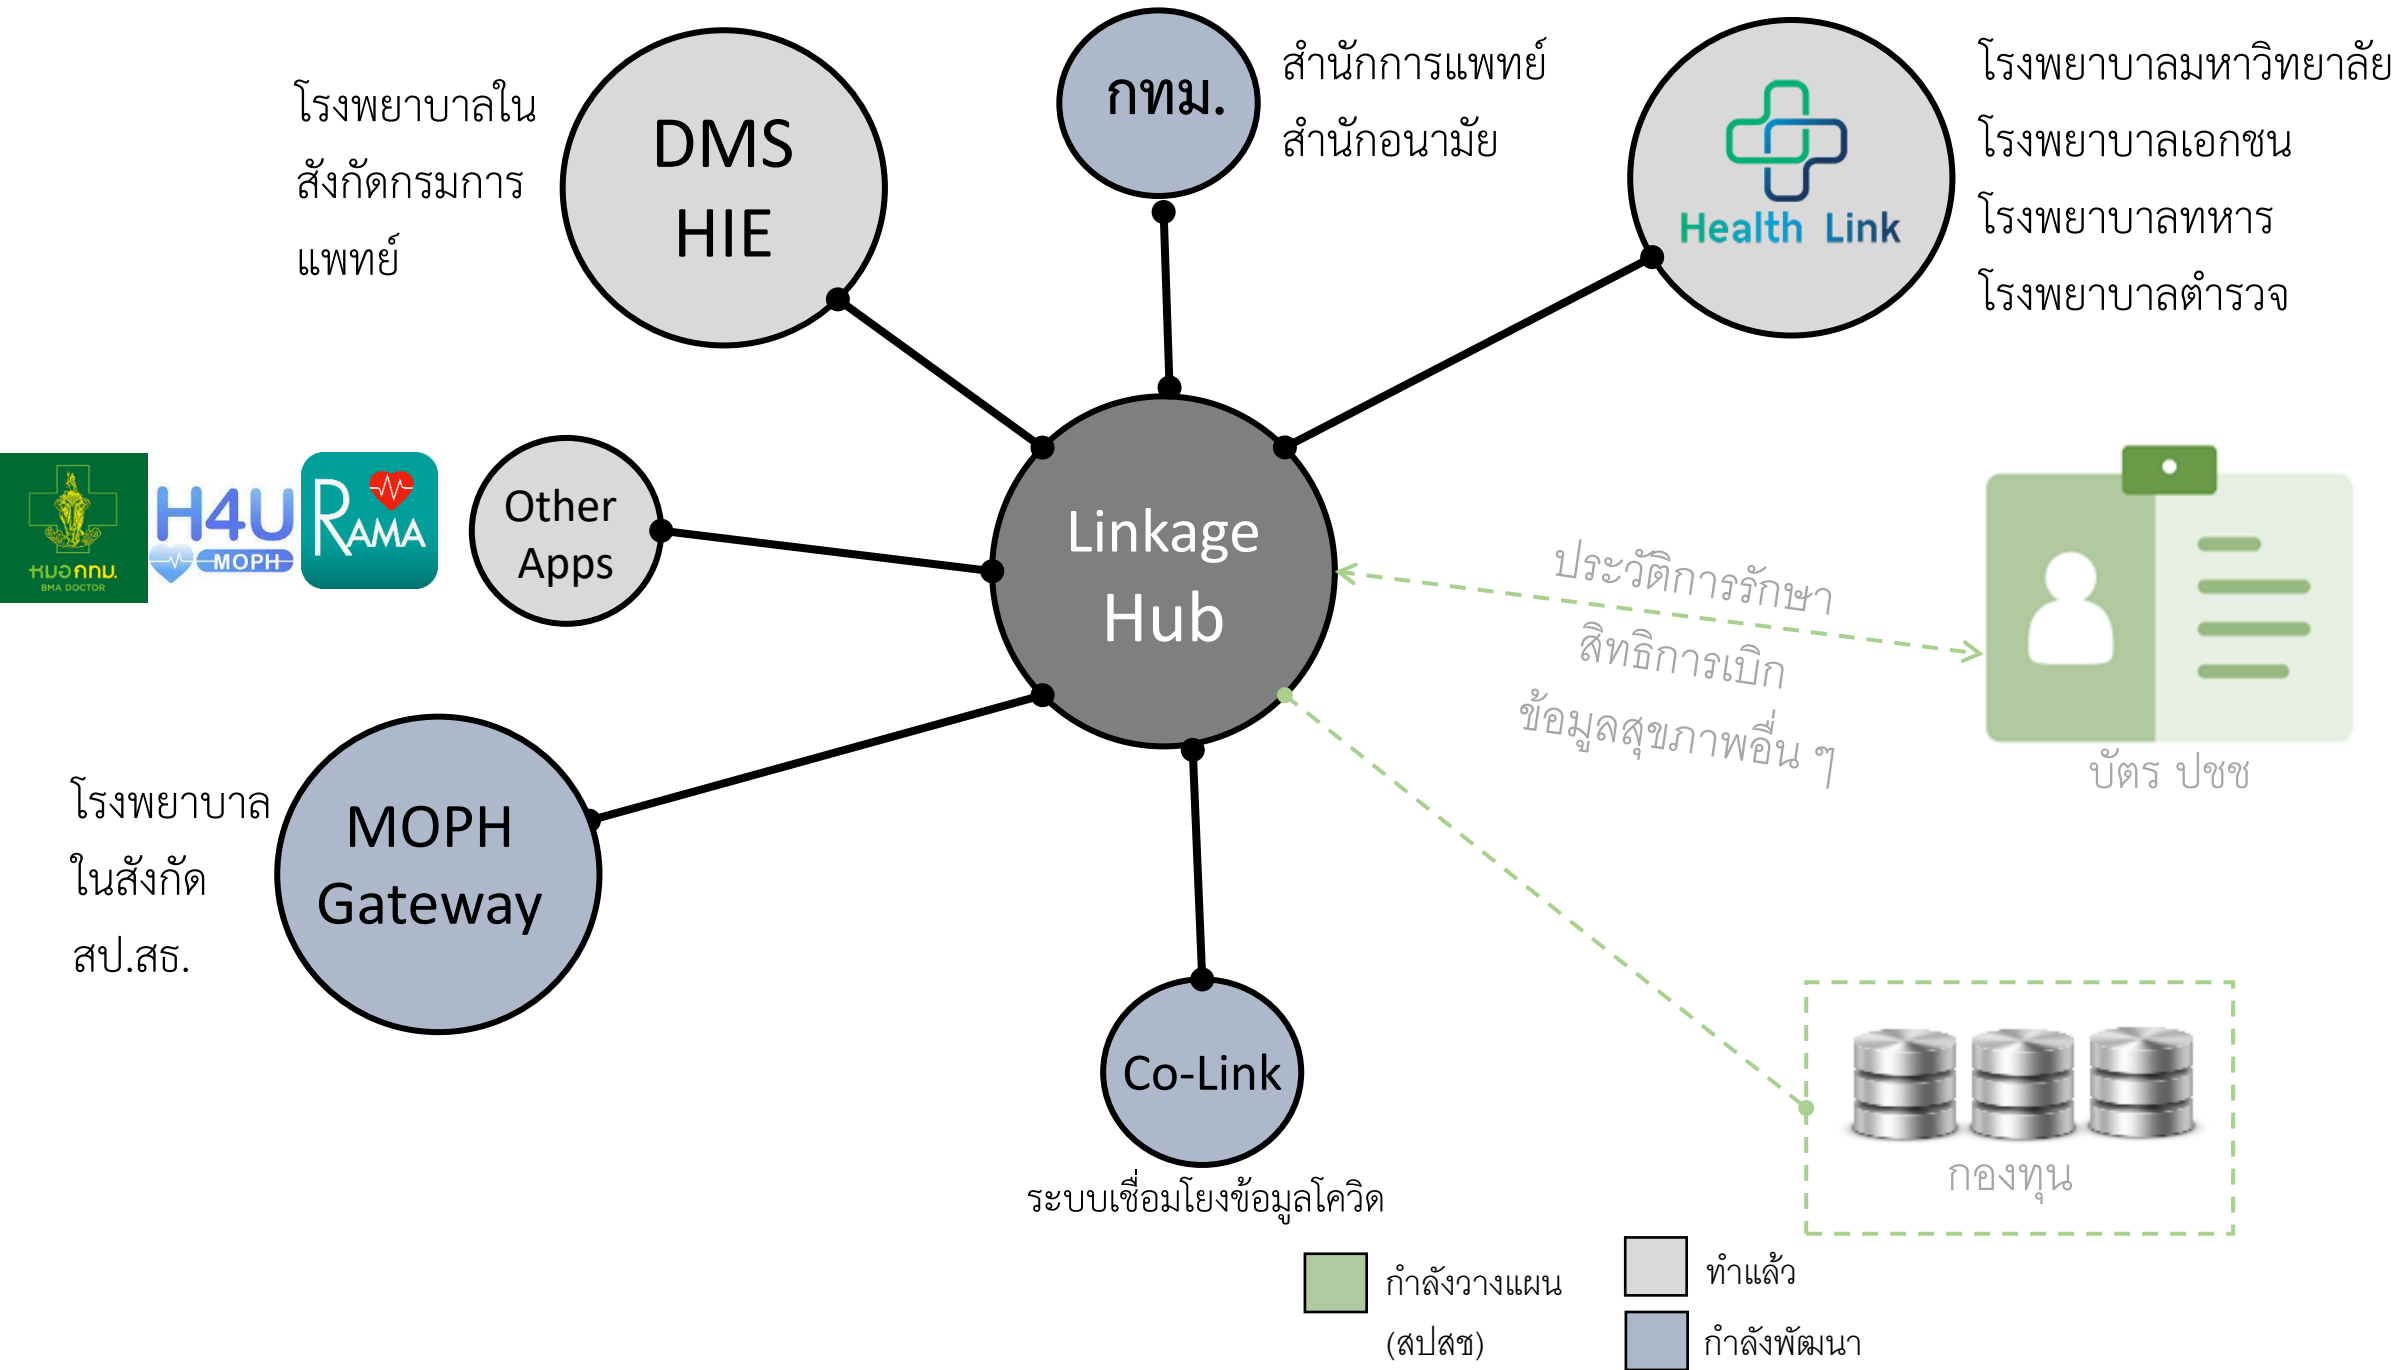 โรงพยาบาลใน
สังกัดกรมการ
แพทย์
DMS
HIE
กทม.
สำนักการแพทย์
สำนักอนามัย
Health Link
โรงพยาบาลมหาวิทยาลัย
โรงพยาบาลเอกชน
โรงพยาบาลทหาร
โรงพยาบาลตำรวจ
หมอกทม.
BMA DOCTOR
H4U
MOPH
RAMA
Other
Apps
Linkage
Hub
ประวัติการรักษา
สิทธิการเบิก
ข้อมูลสุขภาพอื่น ๆ
บัตร ปชช
โรงพยาบาล
ในสังกัด
สป.สธ.
MOPH
Gateway
Co-Link
ระบบเชื่อมโยงข้อมูลโควิด
กองทุน
กำลังวางแผน
(สปสช)
ทำแล้ว
กำลังพัฒนา